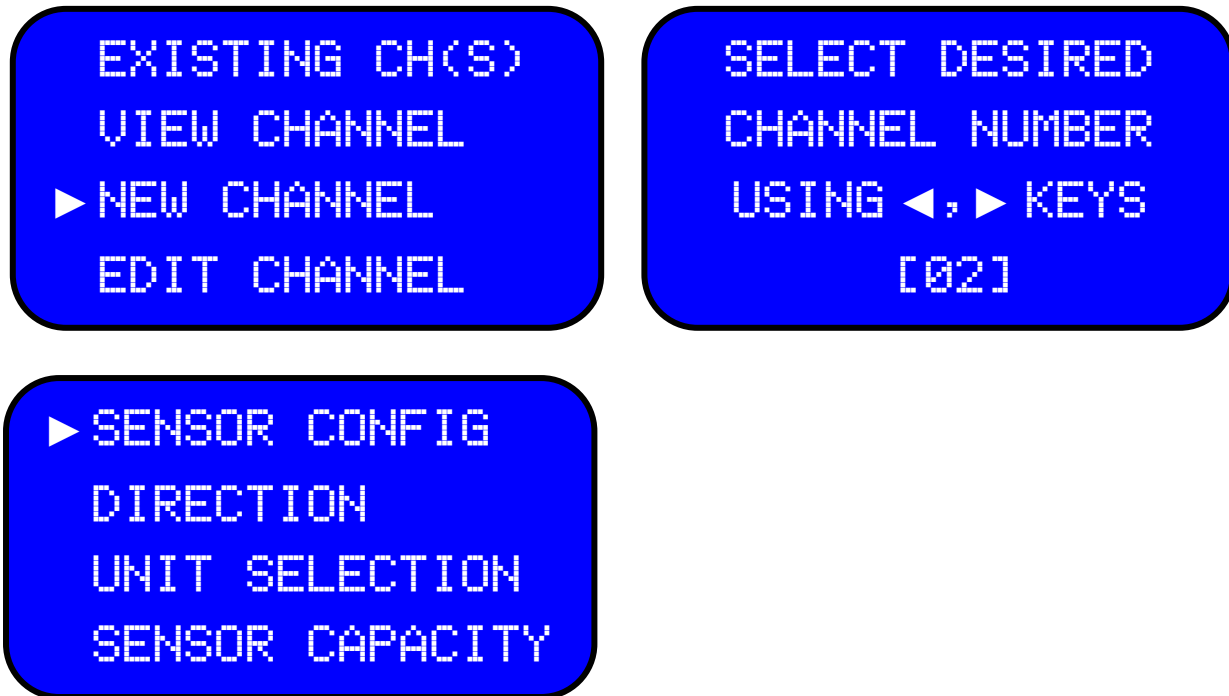 EXISTING CH(S)
VIEW CHANNEL
▶ NEW CHANNEL
EDIT CHANNEL
SELECT DESIRED
CHANNEL NUMBER
USING ◀,▶ KEYS
[02]
▶ SENSOR CONFIG
DIRECTION
UNIT SELECTION
SENSOR CAPACITY